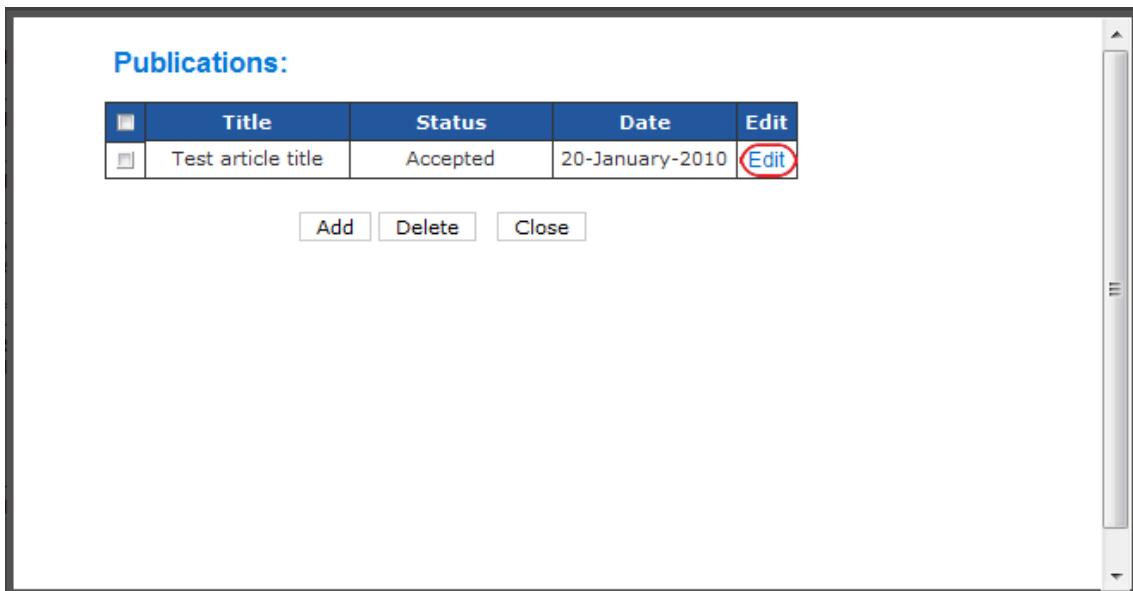 Publications:
Title Status Date Edit
Test article title Accepted 20-January-2010 Edit
Add Delete Close